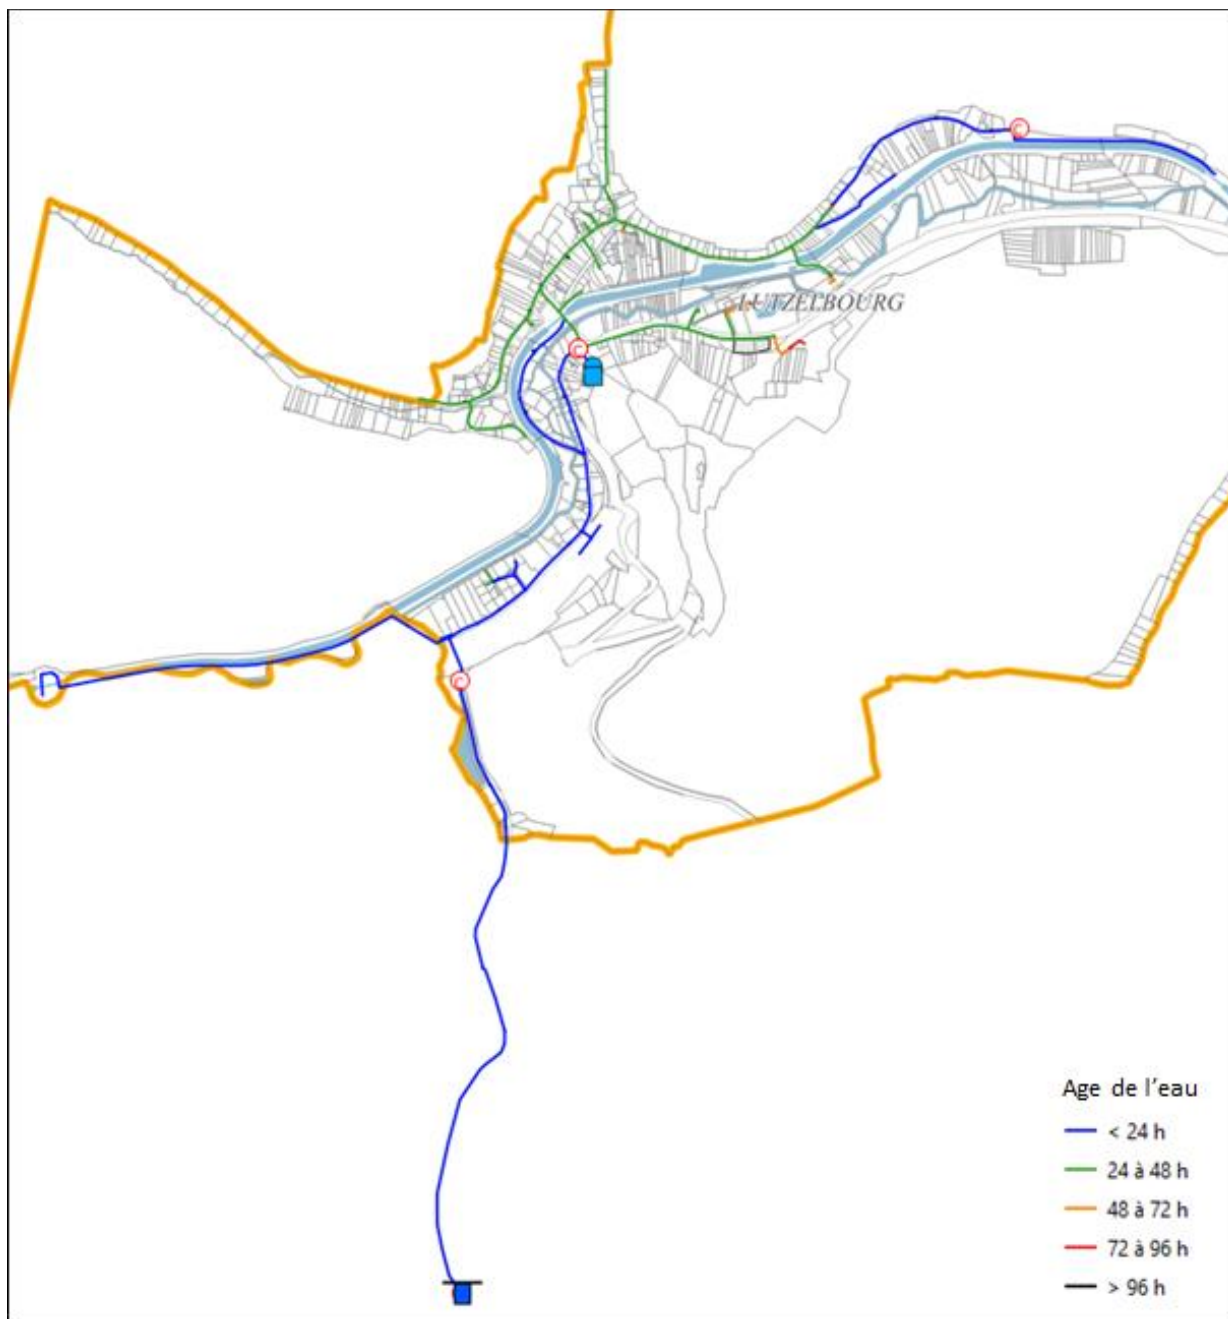 C
LUTZELBOURG
C
C
Age de l'eau
< 24 h
24 à 48 h
48 à 72 h
72 à 96 h
> 96 h